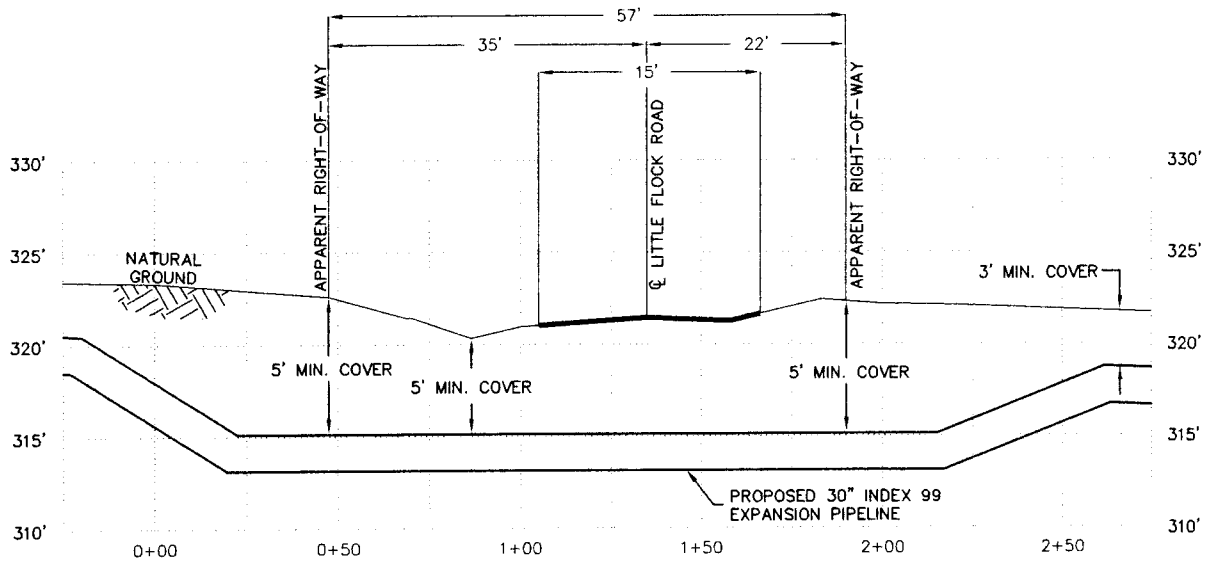 57'
35'
22'
15'
APPARENT RIGHT-OF-WAY
℄ LITTLE FLOCK ROAD
APPARENT RIGHT-OF-WAY
330'
330'
325'
325'
NATURAL
GROUND
3' MIN. COVER
320'
320'
5' MIN. COVER
5' MIN. COVER
5' MIN. COVER
315'
315'
PROPOSED 30" INDEX 99
EXPANSION PIPELINE
310'
310'
0+00
0+50
1+00
1+50
2+00
2+50